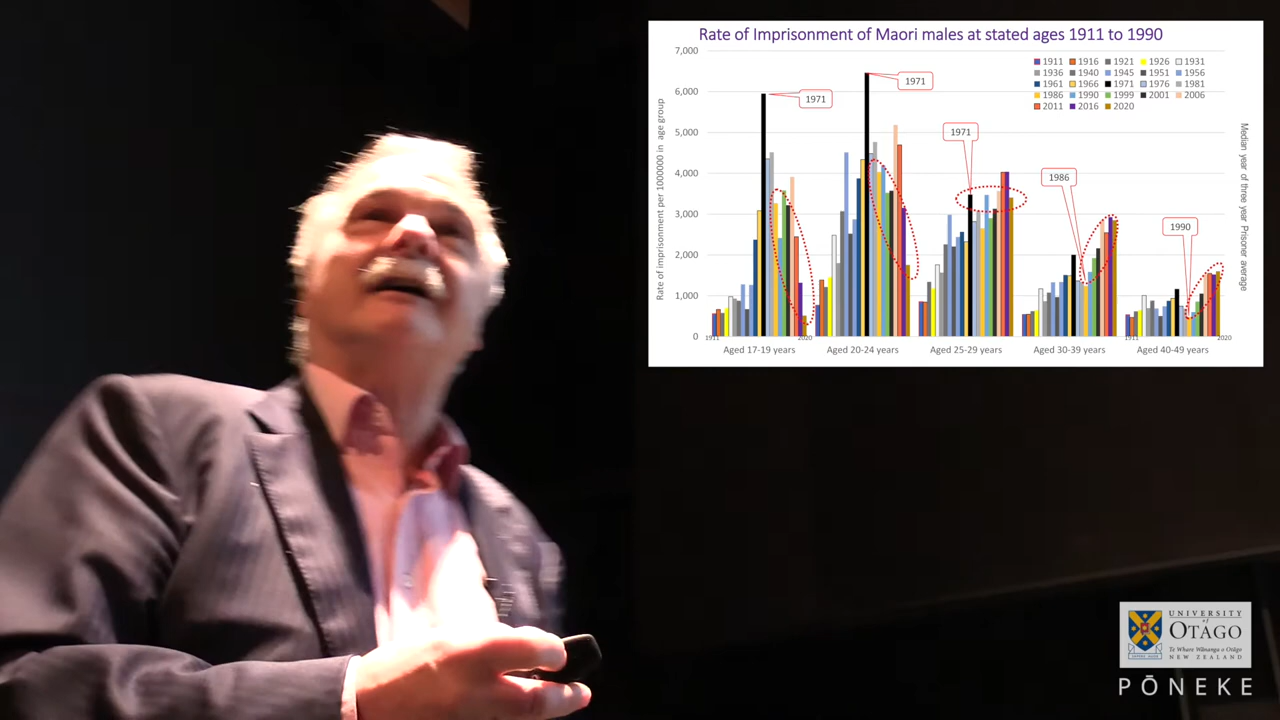 Rate of Imprisonment of Maori males at stated ages 1911 to 1990
7,000
6,000
5,000
4,000
3,000
2,000
1,000
0
Rate of imprisonment per 1000000 in age group
1911 1916 1921 1926 1931
1936 1940 1945 1951 1956
1961 1966 1971 1976 1981
1986 1990 1999 2001 2006
2011 2016 2020
1971
1971
1971
1986
1990
Median year of three year Prisoner average
1911 2020 1911 2020
Aged 17-19 years Aged 20-24 years Aged 25-29 years Aged 30-39 years Aged 40-49 years
UNIVERSITY
of
OTAGO
Te Whare Wānanga o Otāgo
NEW ZEALAND
PŌNEKE